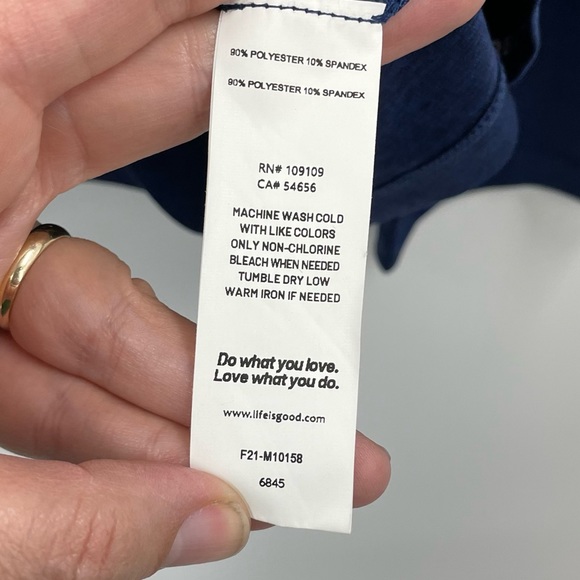 90% POLYESTER 10% SPANDEX
90% POLYESTER 10% SPANDEX
RN# 109109
CA# 54656
MACHINE WASH COLD
WITH LIKE COLORS
ONLY NON-CHLORINE
BLEACH WHEN NEEDED
TUMBLE DRY LOW
WARM IRON IF NEEDED
Do what you love.
Love what you do.
www.lifeisgood.com
F21-M10158
6845